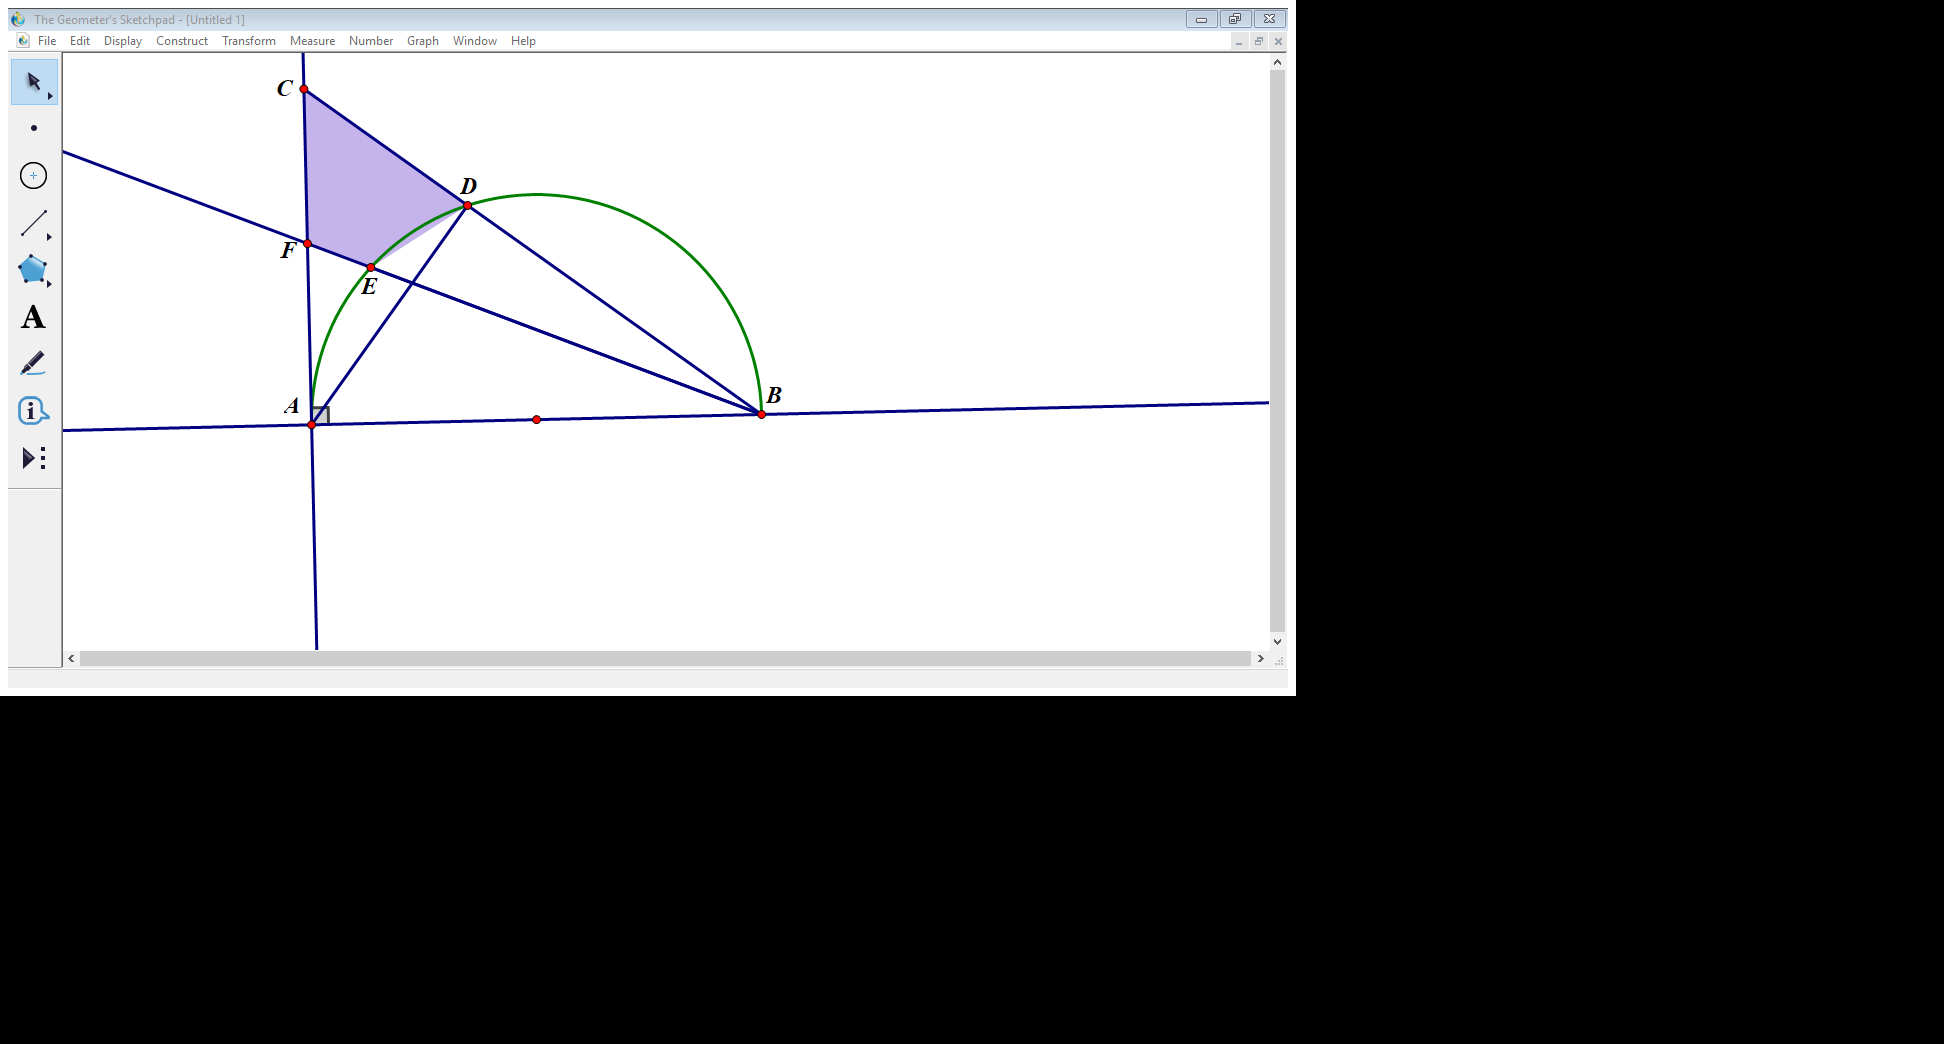 The Geometer's Sketchpad - [Untitled 1]
File Edit Display Construct Transform Measure Number Graph Window Help
C
D
F
E
A
B
A
i